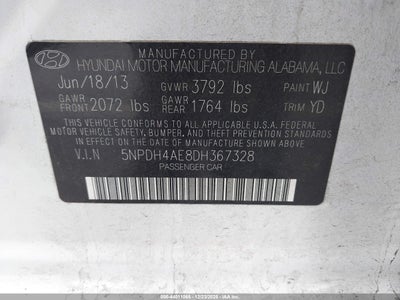 MANUFACTURED BY
HYUNDAI MOTOR MANUFACTURING ALABAMA, LLC
Jun/18/13 GVWR 3792 lbs PAINT WJ
GAWR FRONT 2072 lbs GAWR REAR 1764 lbs TRIM YD
THIS VEHICLE CONFORMS TO ALL APPLICABLE U.S.A. FEDERAL
MOTOR VEHICLE SAFETY, BUMPER, AND THEFT PREVENTION STANDARDS
IN EFFECT ON THE DATE OF MANUFACTURE SHOWN ABOVE.
V.I.N 5NPDH4AE8DH367328
PASSENGER CAR